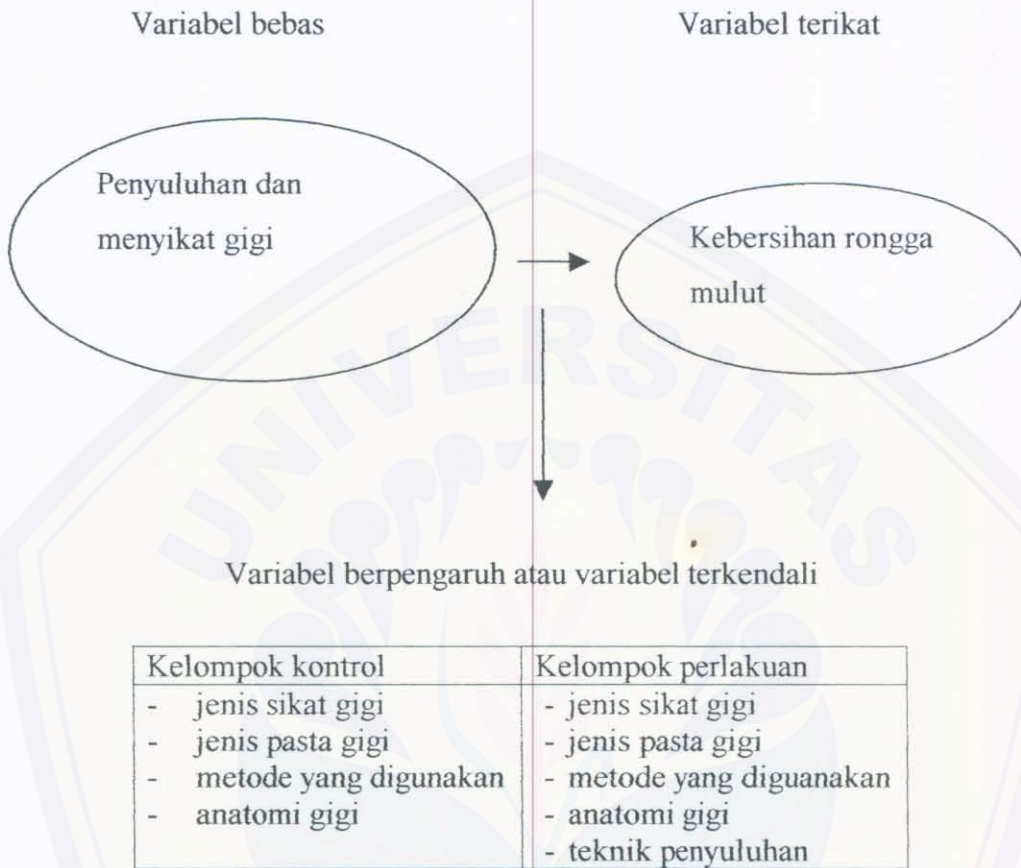 Variabel bebas
Variabel terikat
Penyuluhan dan
menyikat gigi
Kebersihan rongga
mulut
Variabel berpengaruh atau variabel terkendali
Kelompok kontrol
- jenis sikat gigi
- jenis pasta gigi
- metode yang digunakan
- anatomi gigi
Kelompok perlakuan
- jenis sikat gigi
- jenis pasta gigi
- metode yang diguanakan
- anatomi gigi
- teknik penyuluhan
UNIVERSITAS